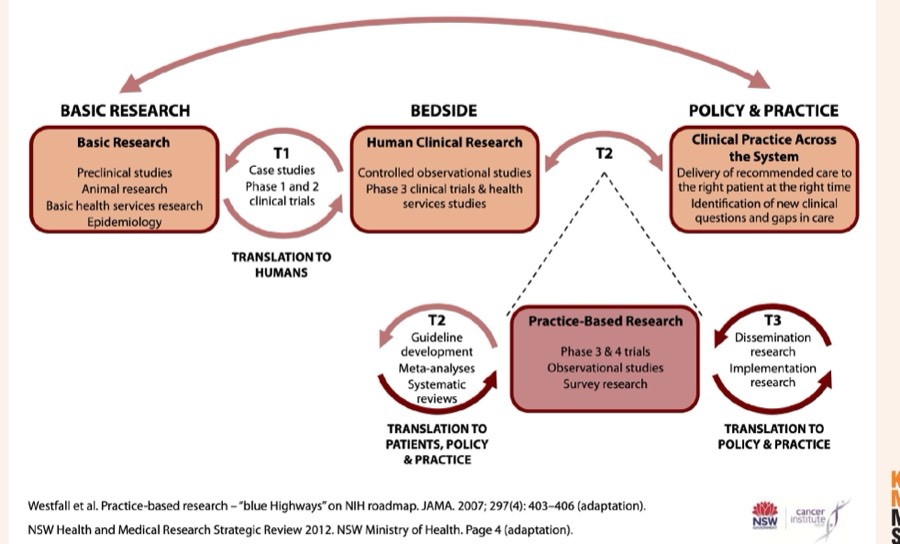 BASIC RESEARCH
Basic Research
Preclinical studies
Animal research
Basic health services research
Epidemiology
T1
Case studies
Phase 1 and 2
clinical trials
TRANSLATION TO
HUMANS
BEDSIDE
Human Clinical Research
Controlled observational studies
Phase 3 clinical trials & health
services studies
T2
POLICY & PRACTICE
Clinical Practice Across
the System
Delivery of recommended care to
the right patient at the right time
Identification of new clinical
questions and gaps in care
T2
Guideline
development
Meta-analyses
Systematic
reviews
TRANSLATION TO
PATIENTS, POLICY
& PRACTICE
Practice-Based Research
Phase 3 & 4 trials
Observational studies
Survey research
T3
Dissemination
research
Implementation
research
TRANSLATION TO
POLICY & PRACTICE
Westfall et al. Practice-based research – “blue Highways” on NIH roadmap. JAMA. 2007; 297(4): 403–406 (adaptation).
NSW Health and Medical Research Strategic Review 2012. NSW Ministry of Health. Page 4 (adaptation).
NSW
cancer
institute